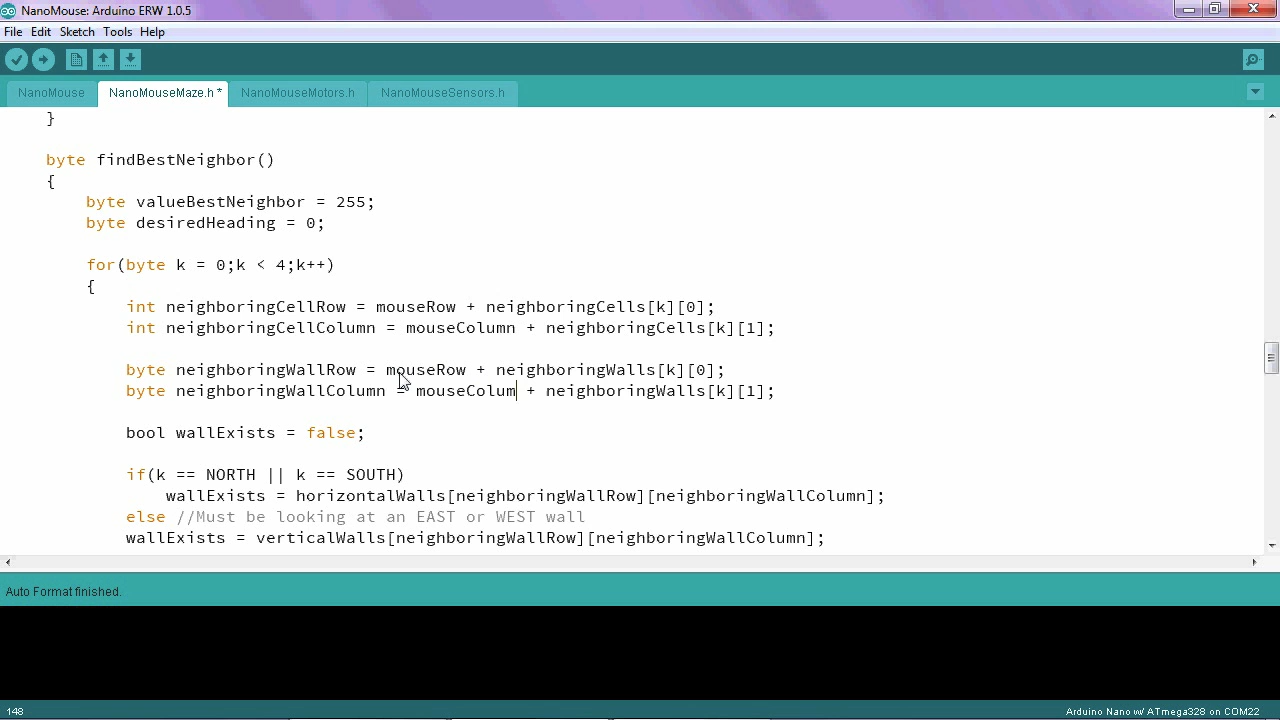 NanoMouse: Arduino ERW 1.0.5
File Edit Sketch Tools Help
NanoMouse NanoMouseMaze.h * NanoMouseMotors.h NanoMouseSensors.h
}
byte findBestNeighbor()
{
byte valueBestNeighbor = 255;
byte desiredHeading = 0;
for(byte k = 0;k < 4;k++)
{
int neighboringCellRow = mouseRow + neighboringCells[k][0];
int neighboringCellColumn = mouseColumn + neighboringCells[k][1];
byte neighboringWallRow = mouseRow + neighboringWalls[k][0];
byte neighboringWallColumn = mouseColum + neighboringWalls[k][1];
bool wallExists = false;
if(k == NORTH || k == SOUTH)
wallExists = horizontalWalls[neighboringWallRow][neighboringWallColumn];
else //Must be looking at an EAST or WEST wall
wallExists = verticalWalls[neighboringWallRow][neighboringWallColumn];
Auto Format finished.
148 Arduino Nano w/ ATmega328 on COM22